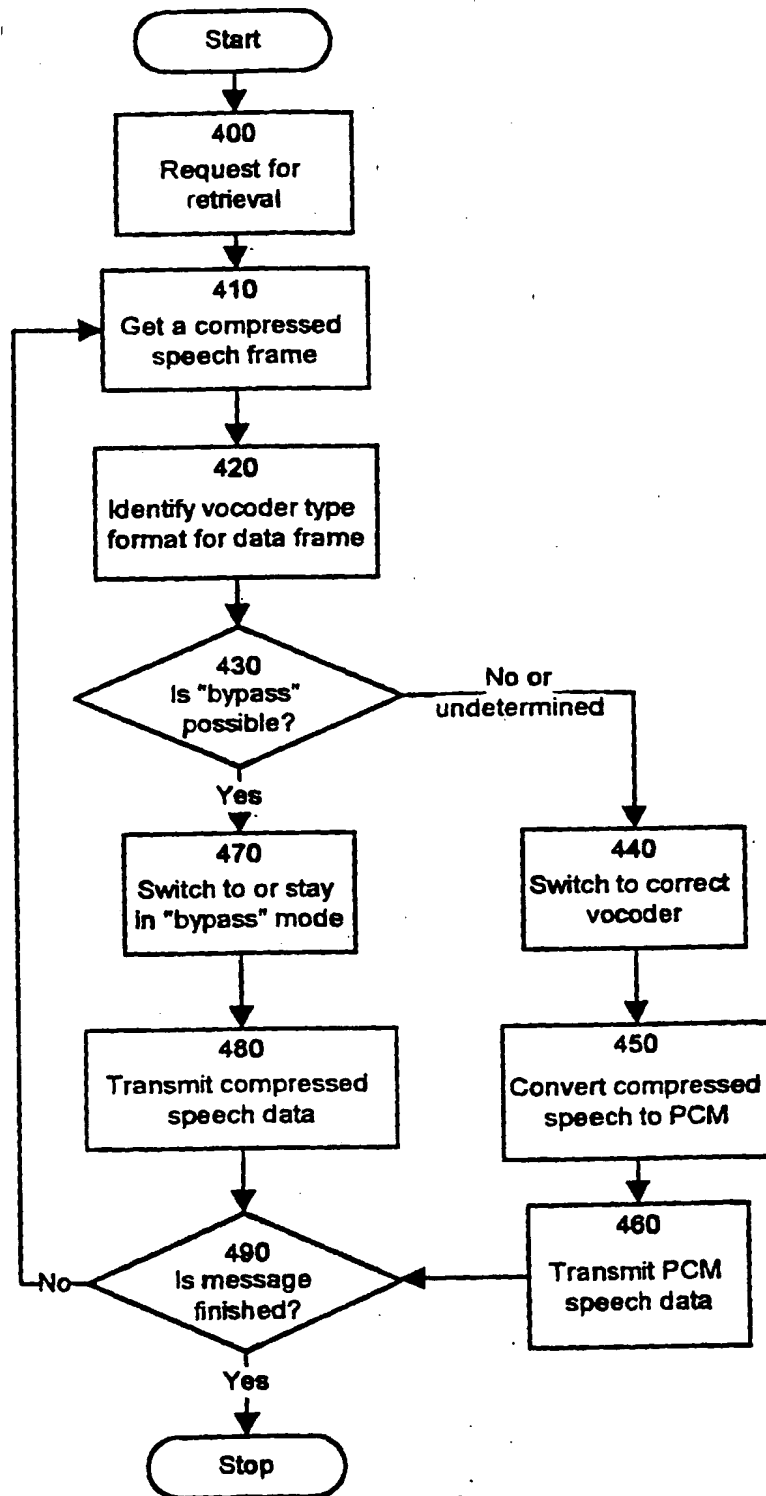 Start
400
Request for
retrieval
410
Get a compressed
speech frame
420
Identify vocoder type
format for data frame
430
Is "bypass"
possible?
No or
undetermined
Yes
470
Switch to or stay
in "bypass" mode
440
Switch to correct
vocoder
480
Transmit compressed
speech data
450
Convert compressed
speech to PCM
460
Transmit PCM
speech data
490
Is message
finished?
No
Yes
Stop